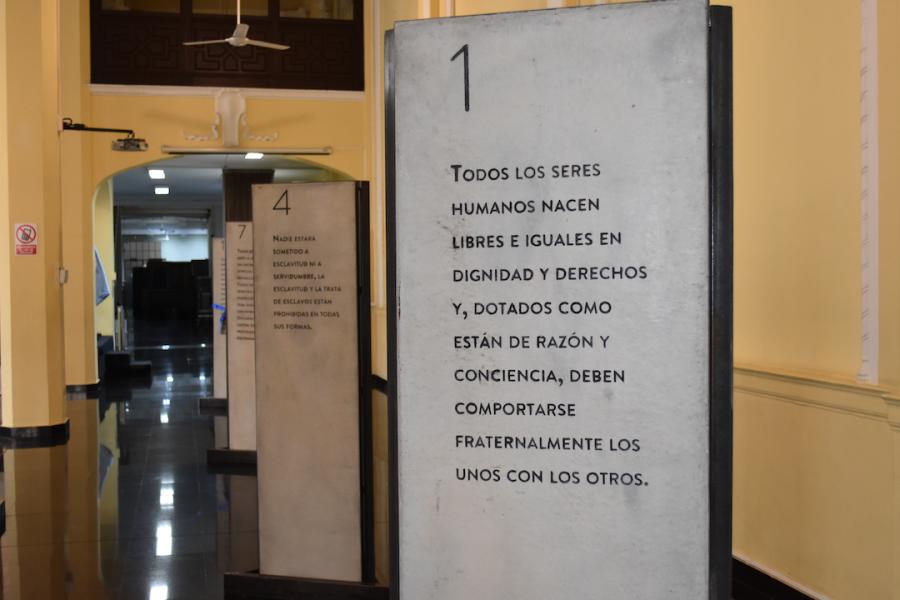 1
TODOS LOS SERES
HUMANOS NACEN
LIBRES E IGUALES EN
DIGNIDAD Y DERECHOS
Y, DOTADOS COMO
ESTÁN DE RAZÓN Y
CONCIENCIA, DEBEN
COMPORTARSE
FRATERNALMENTE LOS
UNOS CON LOS OTROS.
4
NADIE ESTARÁ
SOMETIDO A
ESCLAVITUD NI A
SERVIDUMBRE, LA
ESCLAVITUD Y LA TRATA
DE ESCLAVOS ESTÁN
PROHIBIDAS EN TODAS
SUS FORMAS.
7